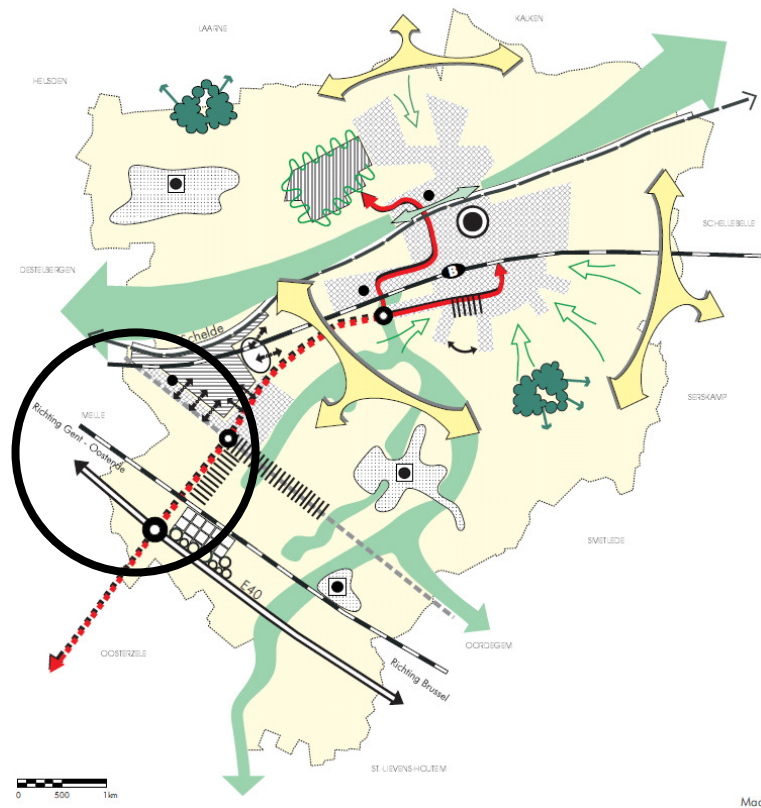 LAARNE
KALKEN
HEUSDEN
SCHELLEBELLE
DESTELBERGEN
B
Schelde
MELLE
Richting Gent - Oostende
SERSKAMP
SMETLEDE
E40
OOSTERZELE
OORDEGEM
Richting Brussel
ST-LIEVENS-HOUTEM
0 500 1km